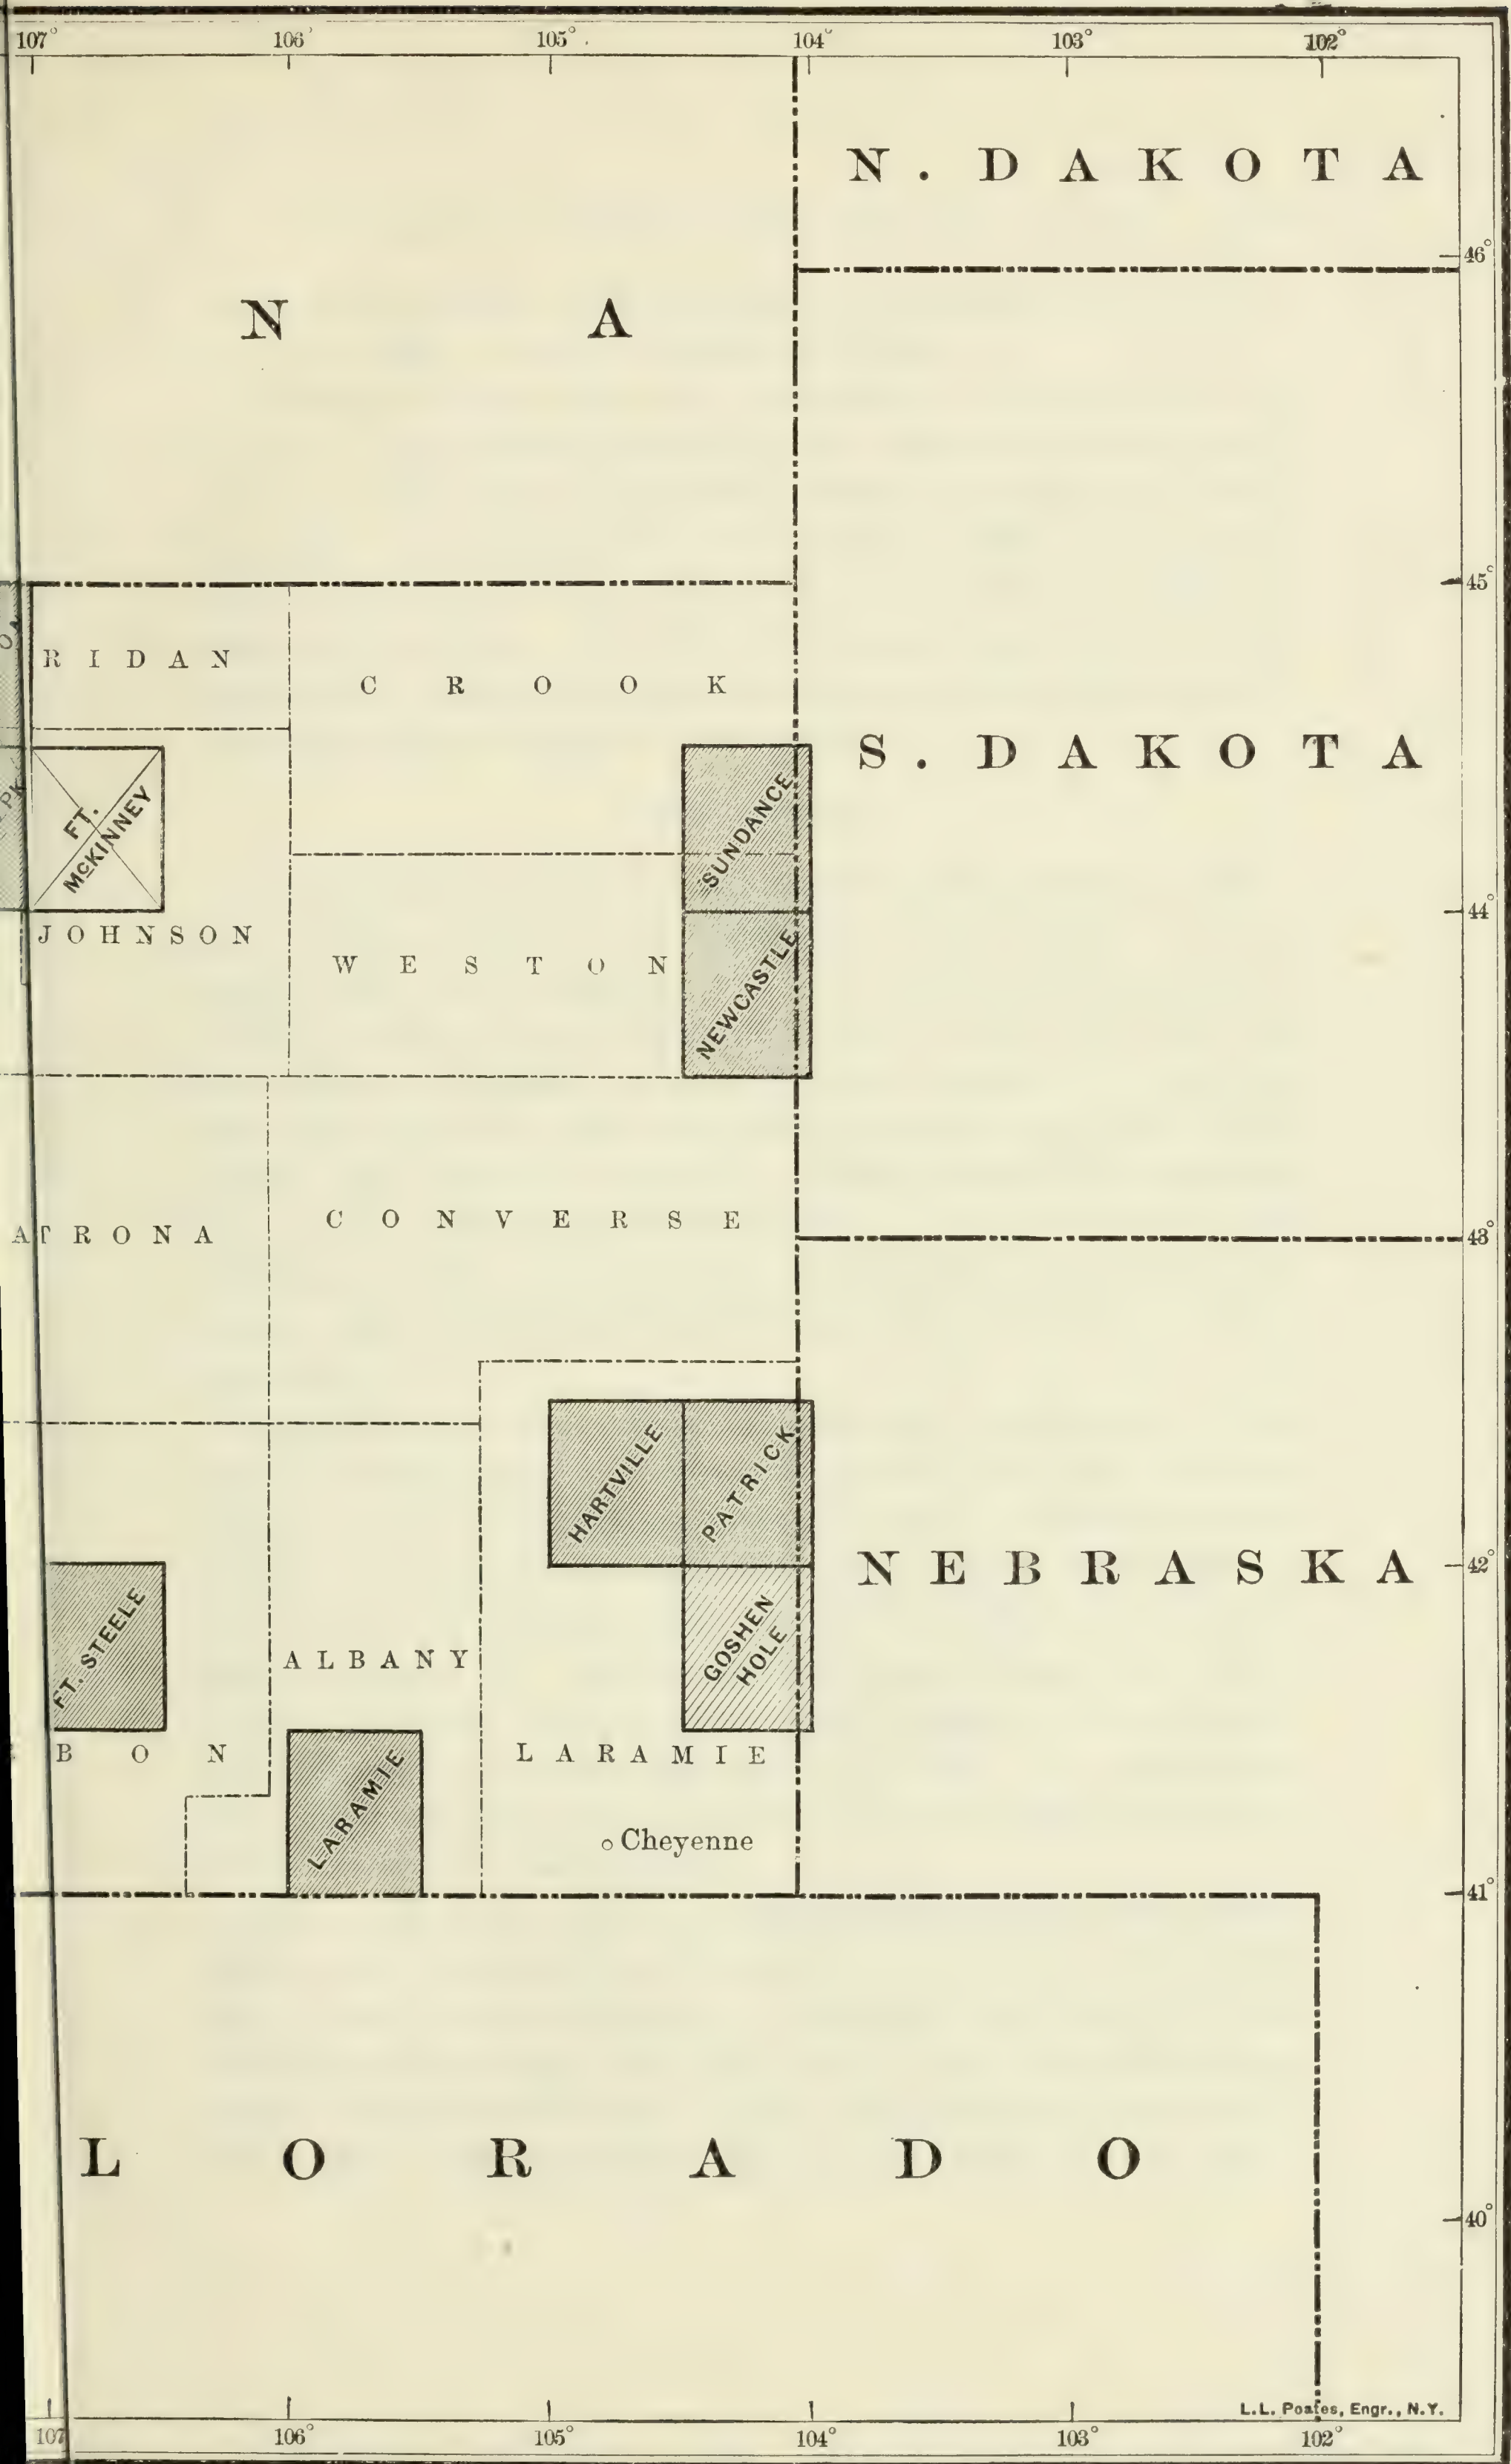 107° 106° 105° 104° 103° 102°
N. DAKOTA
46°
NA
45°
RIDAN
CROOK
S. DAKOTA
SUNDANCE
FT.
McKINNEY
44°
JOHNSON
WESTON
NEWCASTLE
CONVERSE
ATRONA
43°
HARTVILLE
PATRICK
NEBRASKA
42°
FT. STEELE
GOSHEN
HOLE
ALBANY
BON
LARAMIE
LARAMIE
Cheyenne
41°
LORADO
40°
L.L. Poates, Engr., N.Y.
107 106° 105° 104° 103° 102°